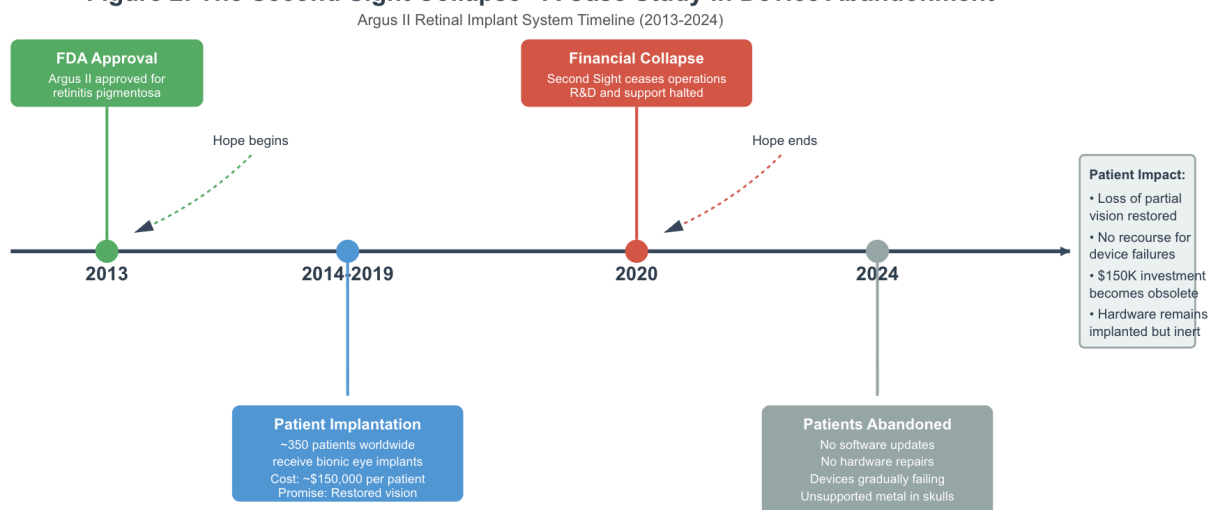 Argus II Retinal Implant System Timeline (2013-2024)
FDA Approval
Argus II approved for
retinitis pigmentosa
Financial Collapse
Second Sight ceases operations
R&D and support halted
Hope begins
Hope ends
2013
2014-2019
2020
2024
Patient Impact:
• Loss of partial
vision restored
• No recourse for
device failures
• $150K investment
becomes obsolete
• Hardware remains
implanted but inert
Patient Implantation
~350 patients worldwide
receive bionic eye implants
Cost: ~$150,000 per patient
Promise: Restored vision
Patients Abandoned
No software updates
No hardware repairs
Devices gradually failing
Unsupported metal in skulls